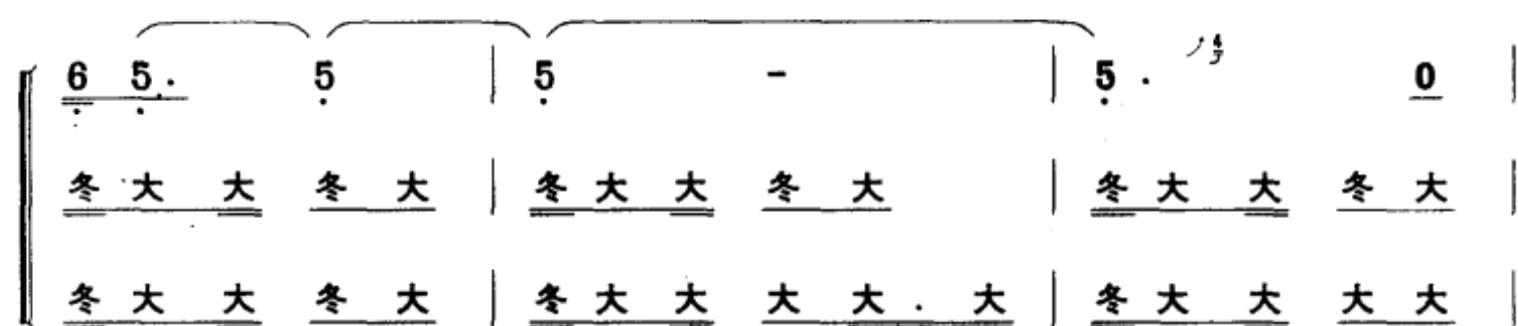 6 5. 5 | 5 - | 5. 0 |
冬 大 大 冬 大 | 冬 大 大 冬 大 | 冬 大 大 冬 大 |
冬 大 大 冬 大 | 冬 大 大 大 大 . 大 | 冬 大 大 大 大 |